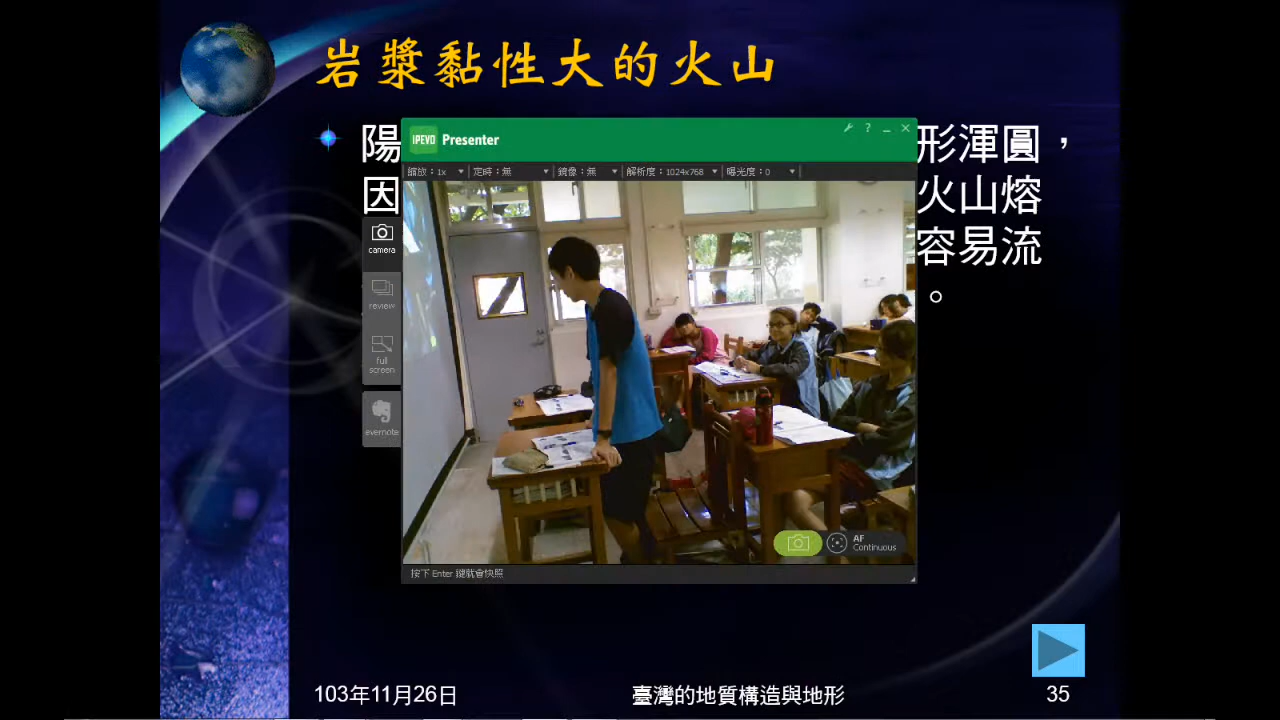 岩漿黏性大的火山
陽
形渾圓，
因
火山熔
容易流
。
IPEVO Presenter
縮放：1x
定時：無
鏡像：無
解析度：1024x768
曝光度：0
camera
review
full
screen
evernote
AF
Continuous
按下 Enter 鍵就會快照
103年11月26日
臺灣的地質構造與地形
35